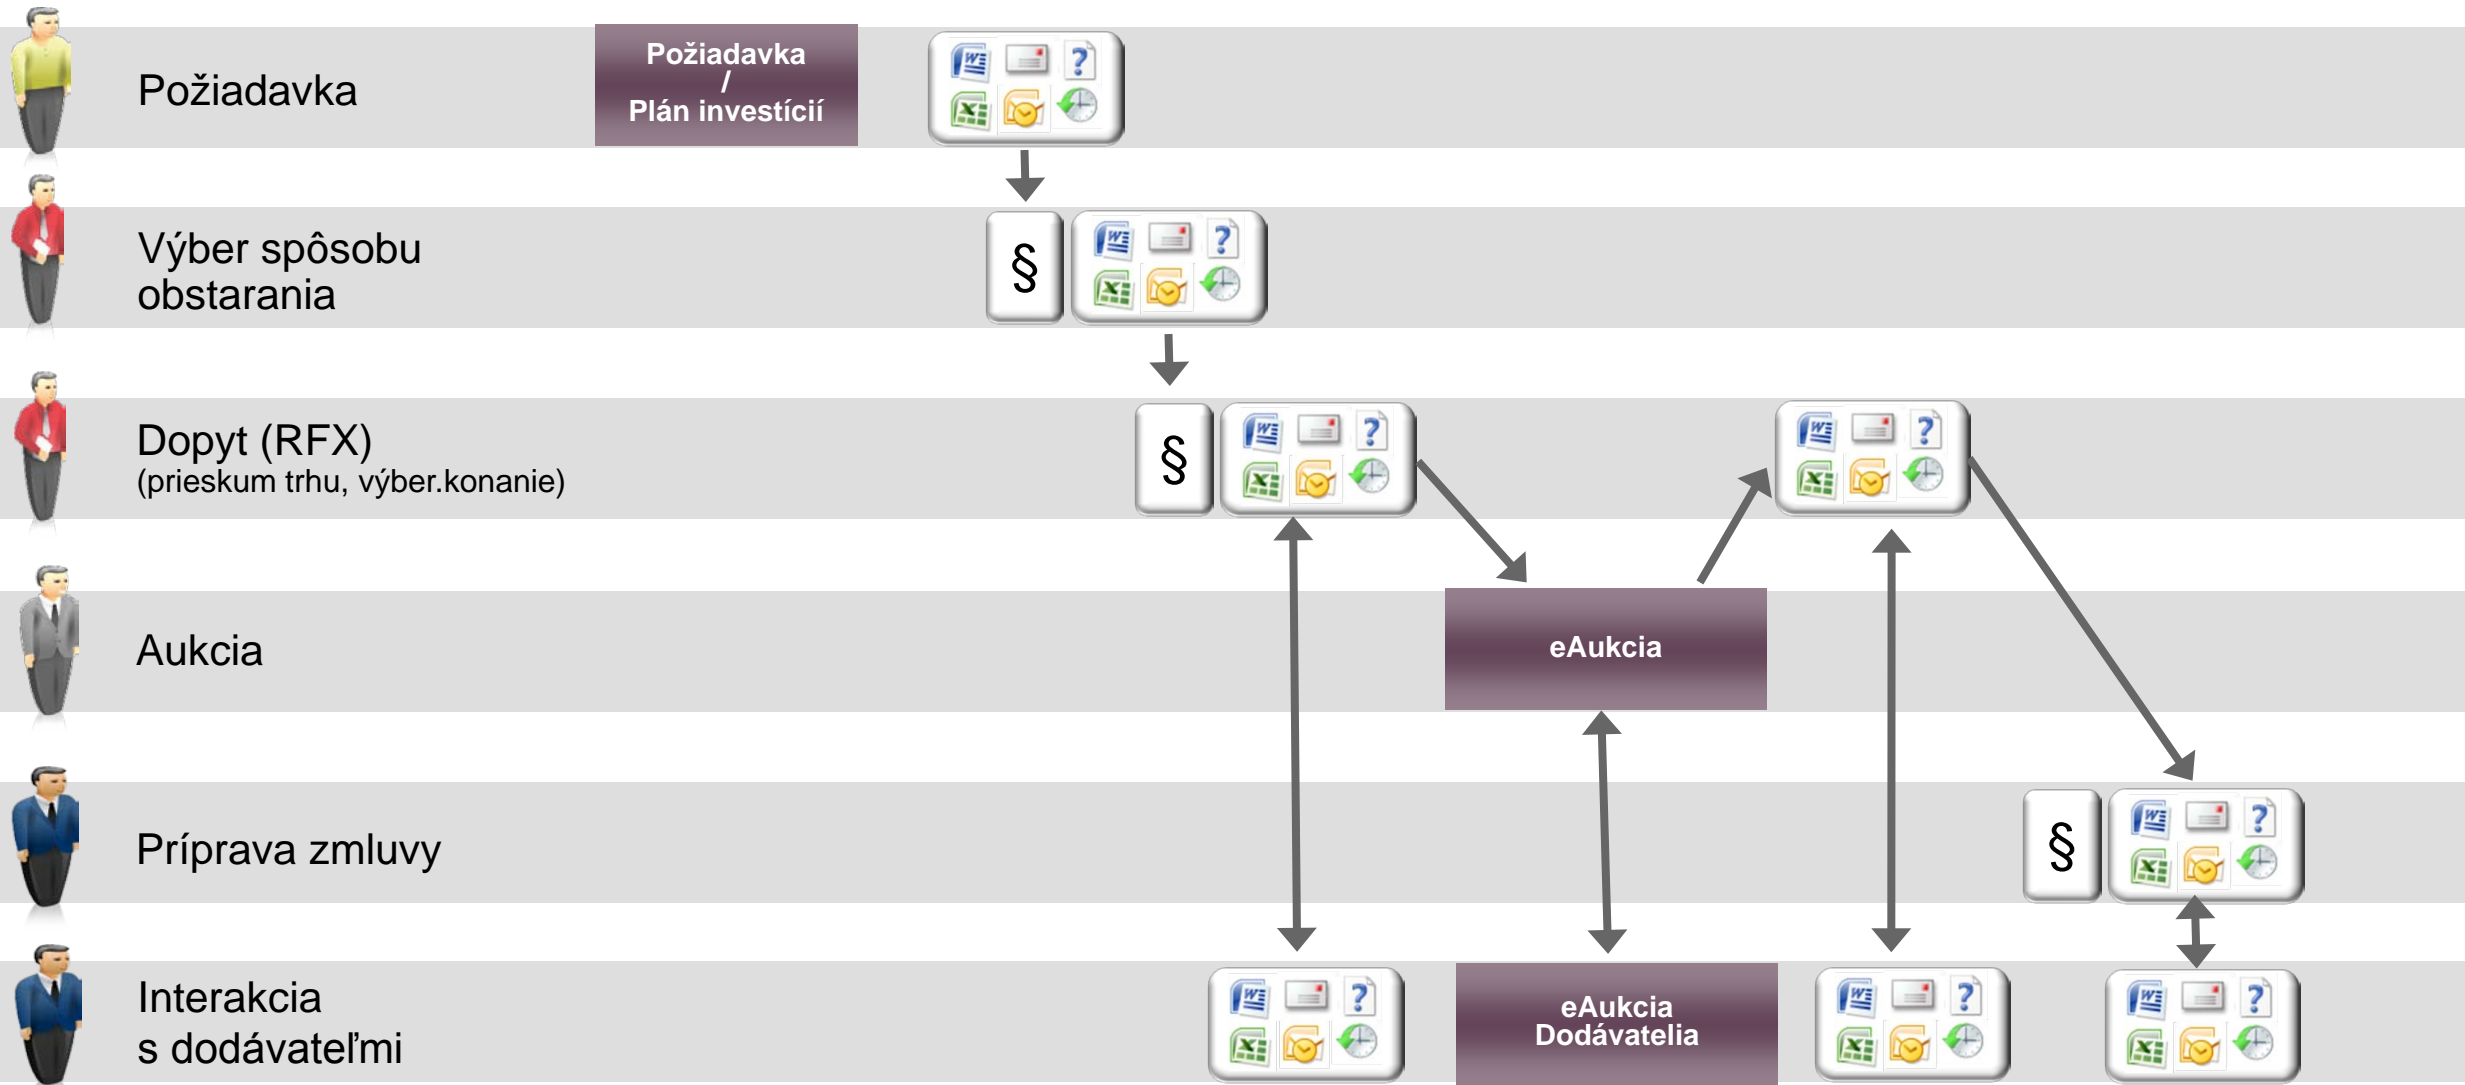 Požiadavka
Požiadavka
/
Plán investícií
Výber spôsobu
obstarania
§
Dopyt (RFX)
(prieskum trhu, výber.konanie)
§
Aukcia
eAukcia
Príprava zmluvy
§
Interakcia
s dodávateľmi
eAukcia
Dodávatelia